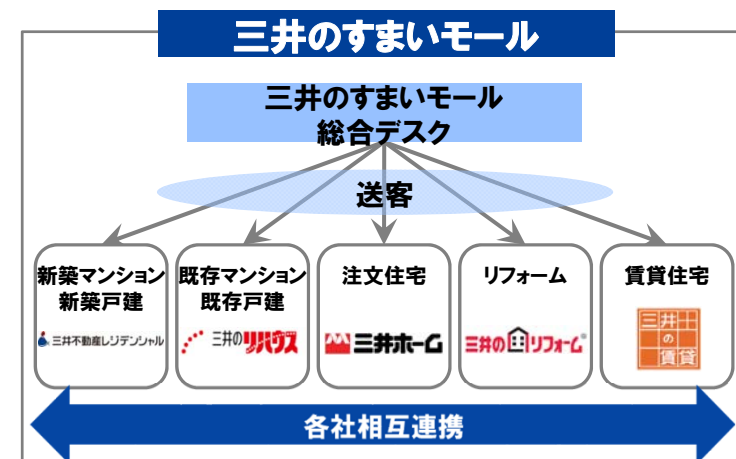 三井のすまいモール
三井のすまいモール
総合デスク
送客
新築マンション
新築戸建
三井不動産レジデンシャル
既存マンション
既存戸建
三井のリハウス
注文住宅
三井ホーム
リフォーム
三井のリフォーム®
賃貸住宅
三井
の
賃貸
各社相互連携